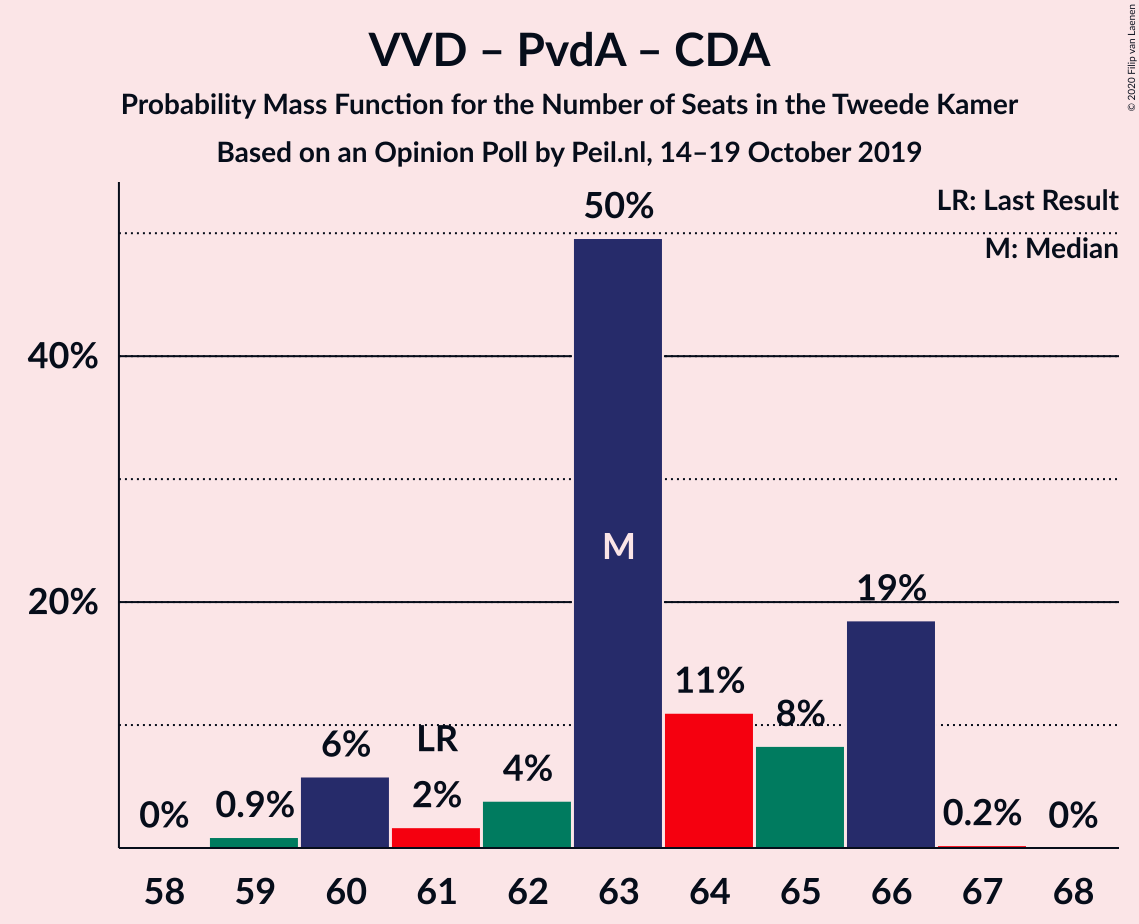 VVD – PvdA – CDA
Probability Mass Function for the Number of Seats in the Tweede Kamer
Based on an Opinion Poll by Peil.nl, 14–19 October 2019
© 2020 Filip van Laenen
LR: Last Result
M: Median
50%
40%
M
20%
19%
11%
8%
LR
6%
4%
2%
0.9%
0%
0.2%
0%
58 59 60 61 62 63 64 65 66 67 68